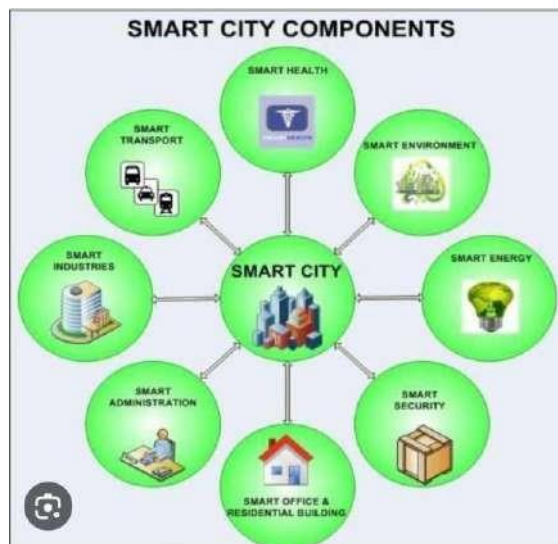 SMART CITY COMPONENTS
SMART HEALTH
SMART
TRANSPORT
SMART ENVIRONMENT
SMART
INDUSTRIES
SMART CITY
SMART ENERGY
SMART
ADMINISTRATION
SMART
SECURITY
SMART OFFICE &
RESIDENTIAL BUILDING